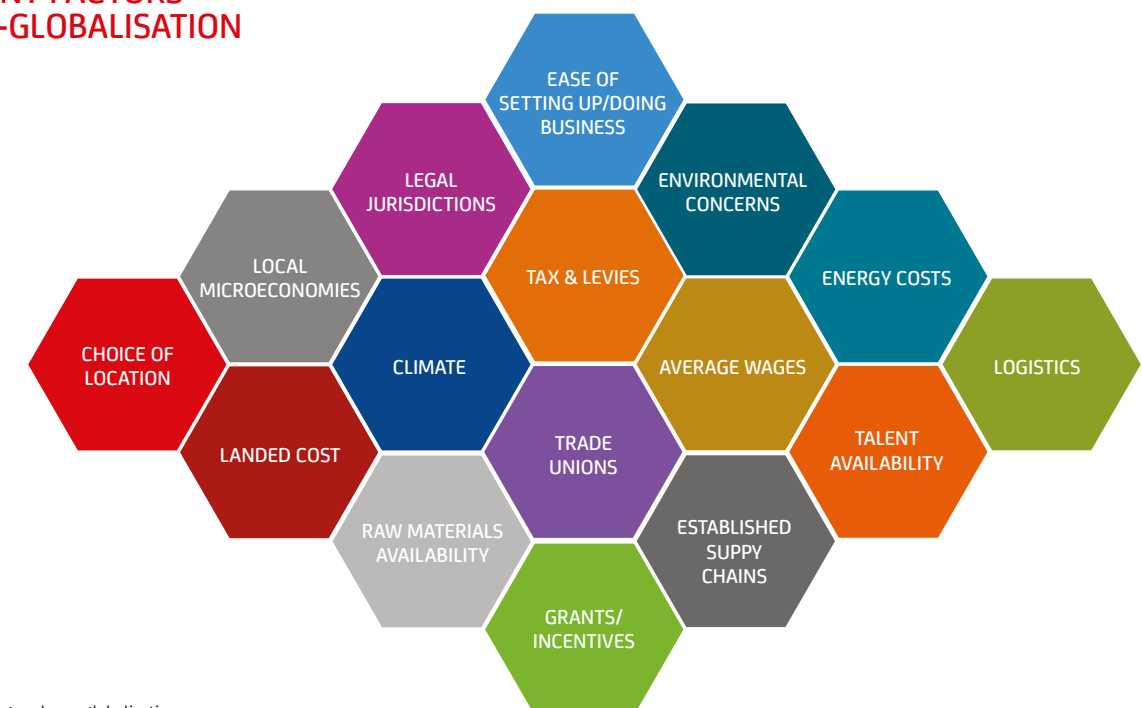 -GLOBALISATION
EASE OF
SETTING UP/DOING
BUSINESS
LEGAL
JURISDICTIONS
ENVIRONMENTAL
CONCERNS
LOCAL
MICROECONOMIES
TAX & LEVIES
ENERGY COSTS
CHOICE OF
LOCATION
CLIMATE
AVERAGE WAGES
LOGISTICS
LANDED COST
TRADE
UNIONS
TALENT
AVAILABILITY
RAW MATERIALS
AVAILABILITY
ESTABLISHED
SUPPY
CHAINS
GRANTS/
INCENTIVES